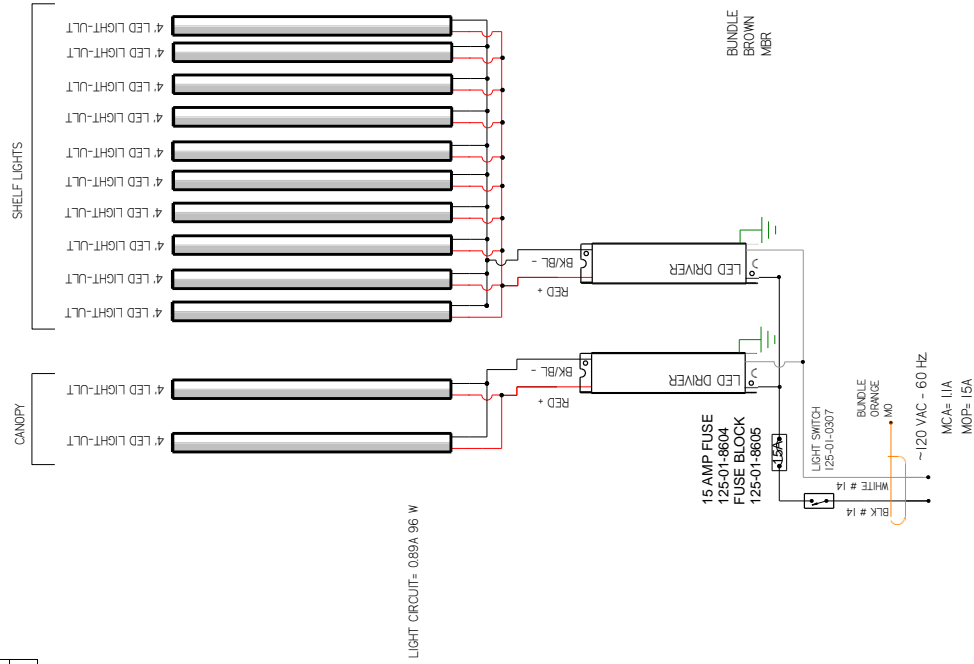 SHELF LIGHTS
4' LED LIGHT-ULT
4' LED LIGHT-ULT
4' LED LIGHT-ULT
4' LED LIGHT-ULT
4' LED LIGHT-ULT
4' LED LIGHT-ULT
4' LED LIGHT-ULT
4' LED LIGHT-ULT
4' LED LIGHT-ULT
4' LED LIGHT-ULT
CANOPY
4' LED LIGHT-ULT
4' LED LIGHT-ULT
BUNDLE
BROWN
MBR
BK/BL -
RED +
LED DRIVER
BK/BL -
RED +
LED DRIVER
LIGHT CIRCUIT= 0.89A 96 W
15 AMP FUSE
125-01-8604
FUSE BLOCK
125-01-8605
15A
LIGHT SWITCH
125-01-0307
BUNDLE
ORANGE
MO
WHITE # 14
BLK # 14
~120 VAC - 60 HZ
MCA= 1.1A
MOP= 15A